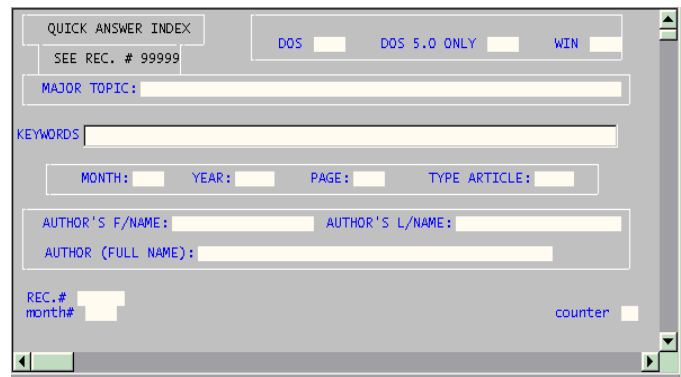 QUICK ANSWER INDEX
DOS DOS 5.0 ONLY WIN
SEE REC. # 99999
MAJOR TOPIC:
KEYWORDS
MONTH: YEAR: PAGE: TYPE ARTICLE:
AUTHOR'S F/NAME: AUTHOR'S L/NAME:
AUTHOR (FULL NAME):
REC.#
month# counter